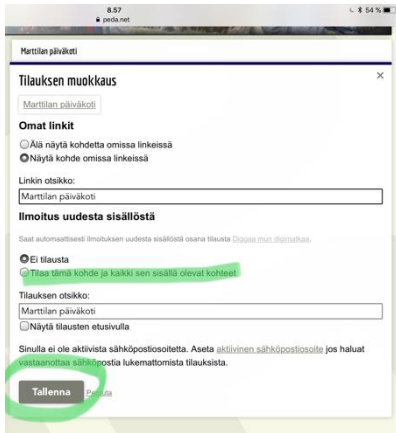 8.57
peda.net
54 %
Marttilan päiväkoti
Tilauksen muokkaus
Marttilan päiväkoti
Omat linkit
Älä näytä kohdetta omissa linkeissä
Näytä kohde omissa linkeissä
Linkin otsikko:
Marttilan päiväkoti
Ilmoitus uudesta sisällöstä
Saat automaattisesti ilmoituksen uudesta sisällöstä osana tilausta Diggaa mun digimatkaa.
Ei tilausta
Tilaa tämä kohde ja kaikki sen sisällä olevat kohteet
Tilauksen otsikko:
Marttilan päiväkoti
Näytä tilausten etusivulla
Sinulla ei ole aktiivista sähköpostiosoitetta. Aseta aktiivinen sähköpostiosoite jos haluat
vastaanottaa sähköpostia lukemattomista tilauksista.
Tallenna Peruuta